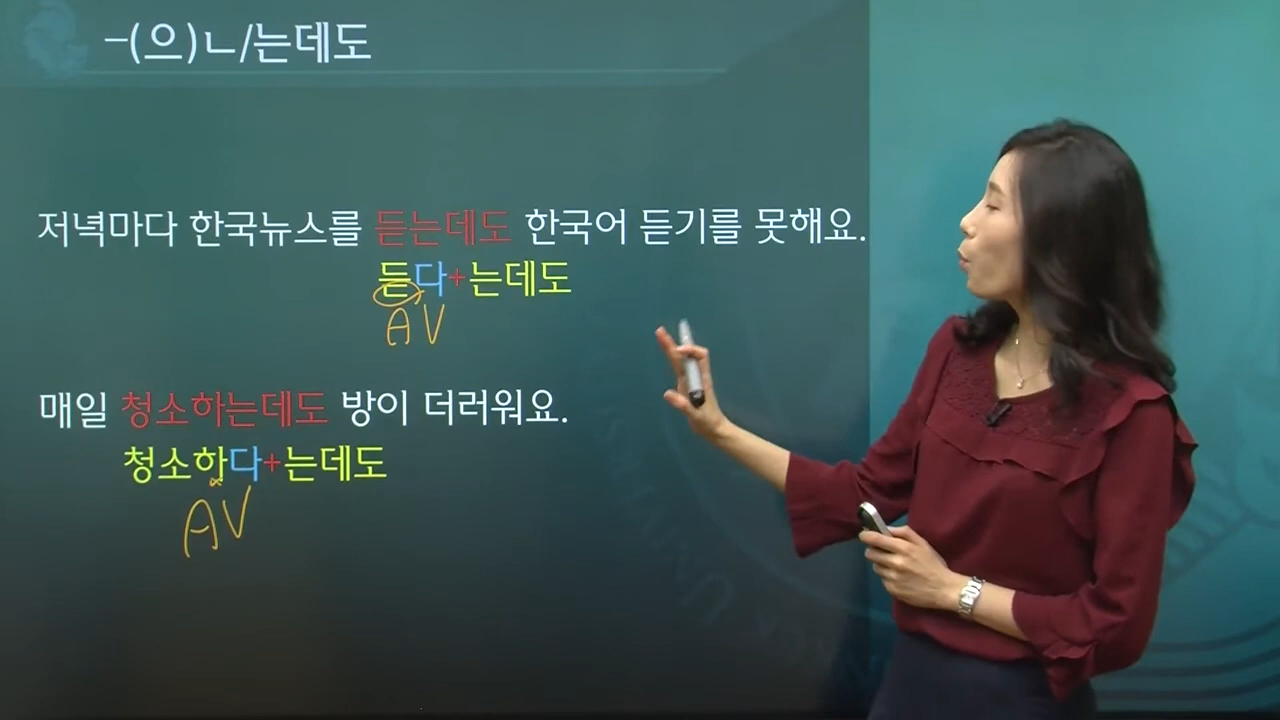 -(으)ㄴ/는데도
저녁마다 한국뉴스를 듣는데도 한국어 듣기를 못해요.
듣다+는데도
AV
매일 청소하는데도 방이 더러워요.
청소하다+는데도
AV